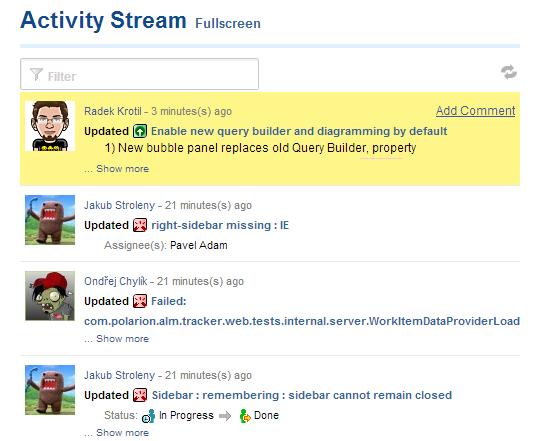 Activity Stream Fullscreen
Filter
Radek Krotil - 3 minutes(s) ago Add Comment
Updated Enable new query builder and diagramming by default
1) New bubble panel replaces old Query Builder, property
... Show more
Jakub Stroleny - 21 minutes(s) ago
Updated right-sidebar missing : IE
Assignee(s): Pavel Adam
Ondřej Chylík - 21 minutes(s) ago
Updated Failed:
com.polarion.alm.tracker.web.tests.internal.server.WorkItemDataProviderLoad
... Show more
Jakub Stroleny - 21 minutes(s) ago
Updated Sidebar : remembering : sidebar cannot remain closed
Status: In Progress Done
... Show more